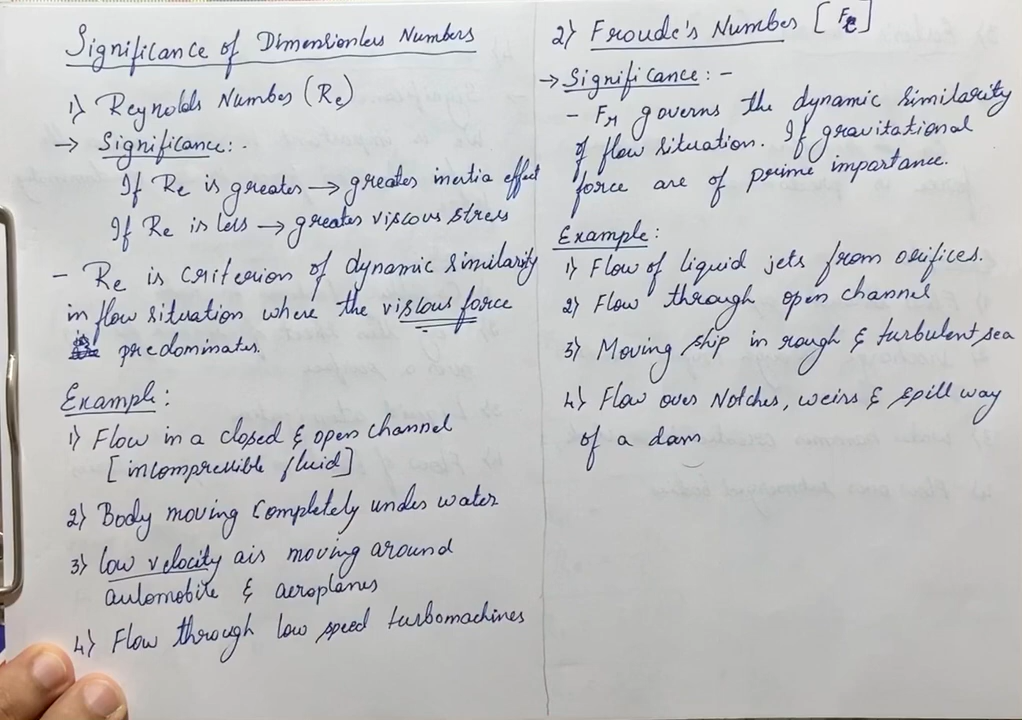 Significance of Dimensionless Numbers
1) Reynolds Number (Re)
→ Significance:-
If Re is greater → greater inertia effect
If Re is less → greater viscous stress
- Re is criterion of dynamic similarity
in flow situation where the viscous force
predominates.
Example:
1) Flow in a closed & open channel
[incompressible fluid]
2) Body moving completely under water
3) low velocity air moving around
automobile & aeroplanes
4) Flow through low speed turbomachines
2) Froude's Number [Fr]
→ Significance:-
- Fr governs the dynamic similarity
of flow situation. If gravitational
force are of prime importance.
Example:
1) Flow of liquid jets from orifices.
2) Flow through open channel
3) Moving ship in rough & turbulent sea
4) Flow over Notches, weirs & spill way
of a dam